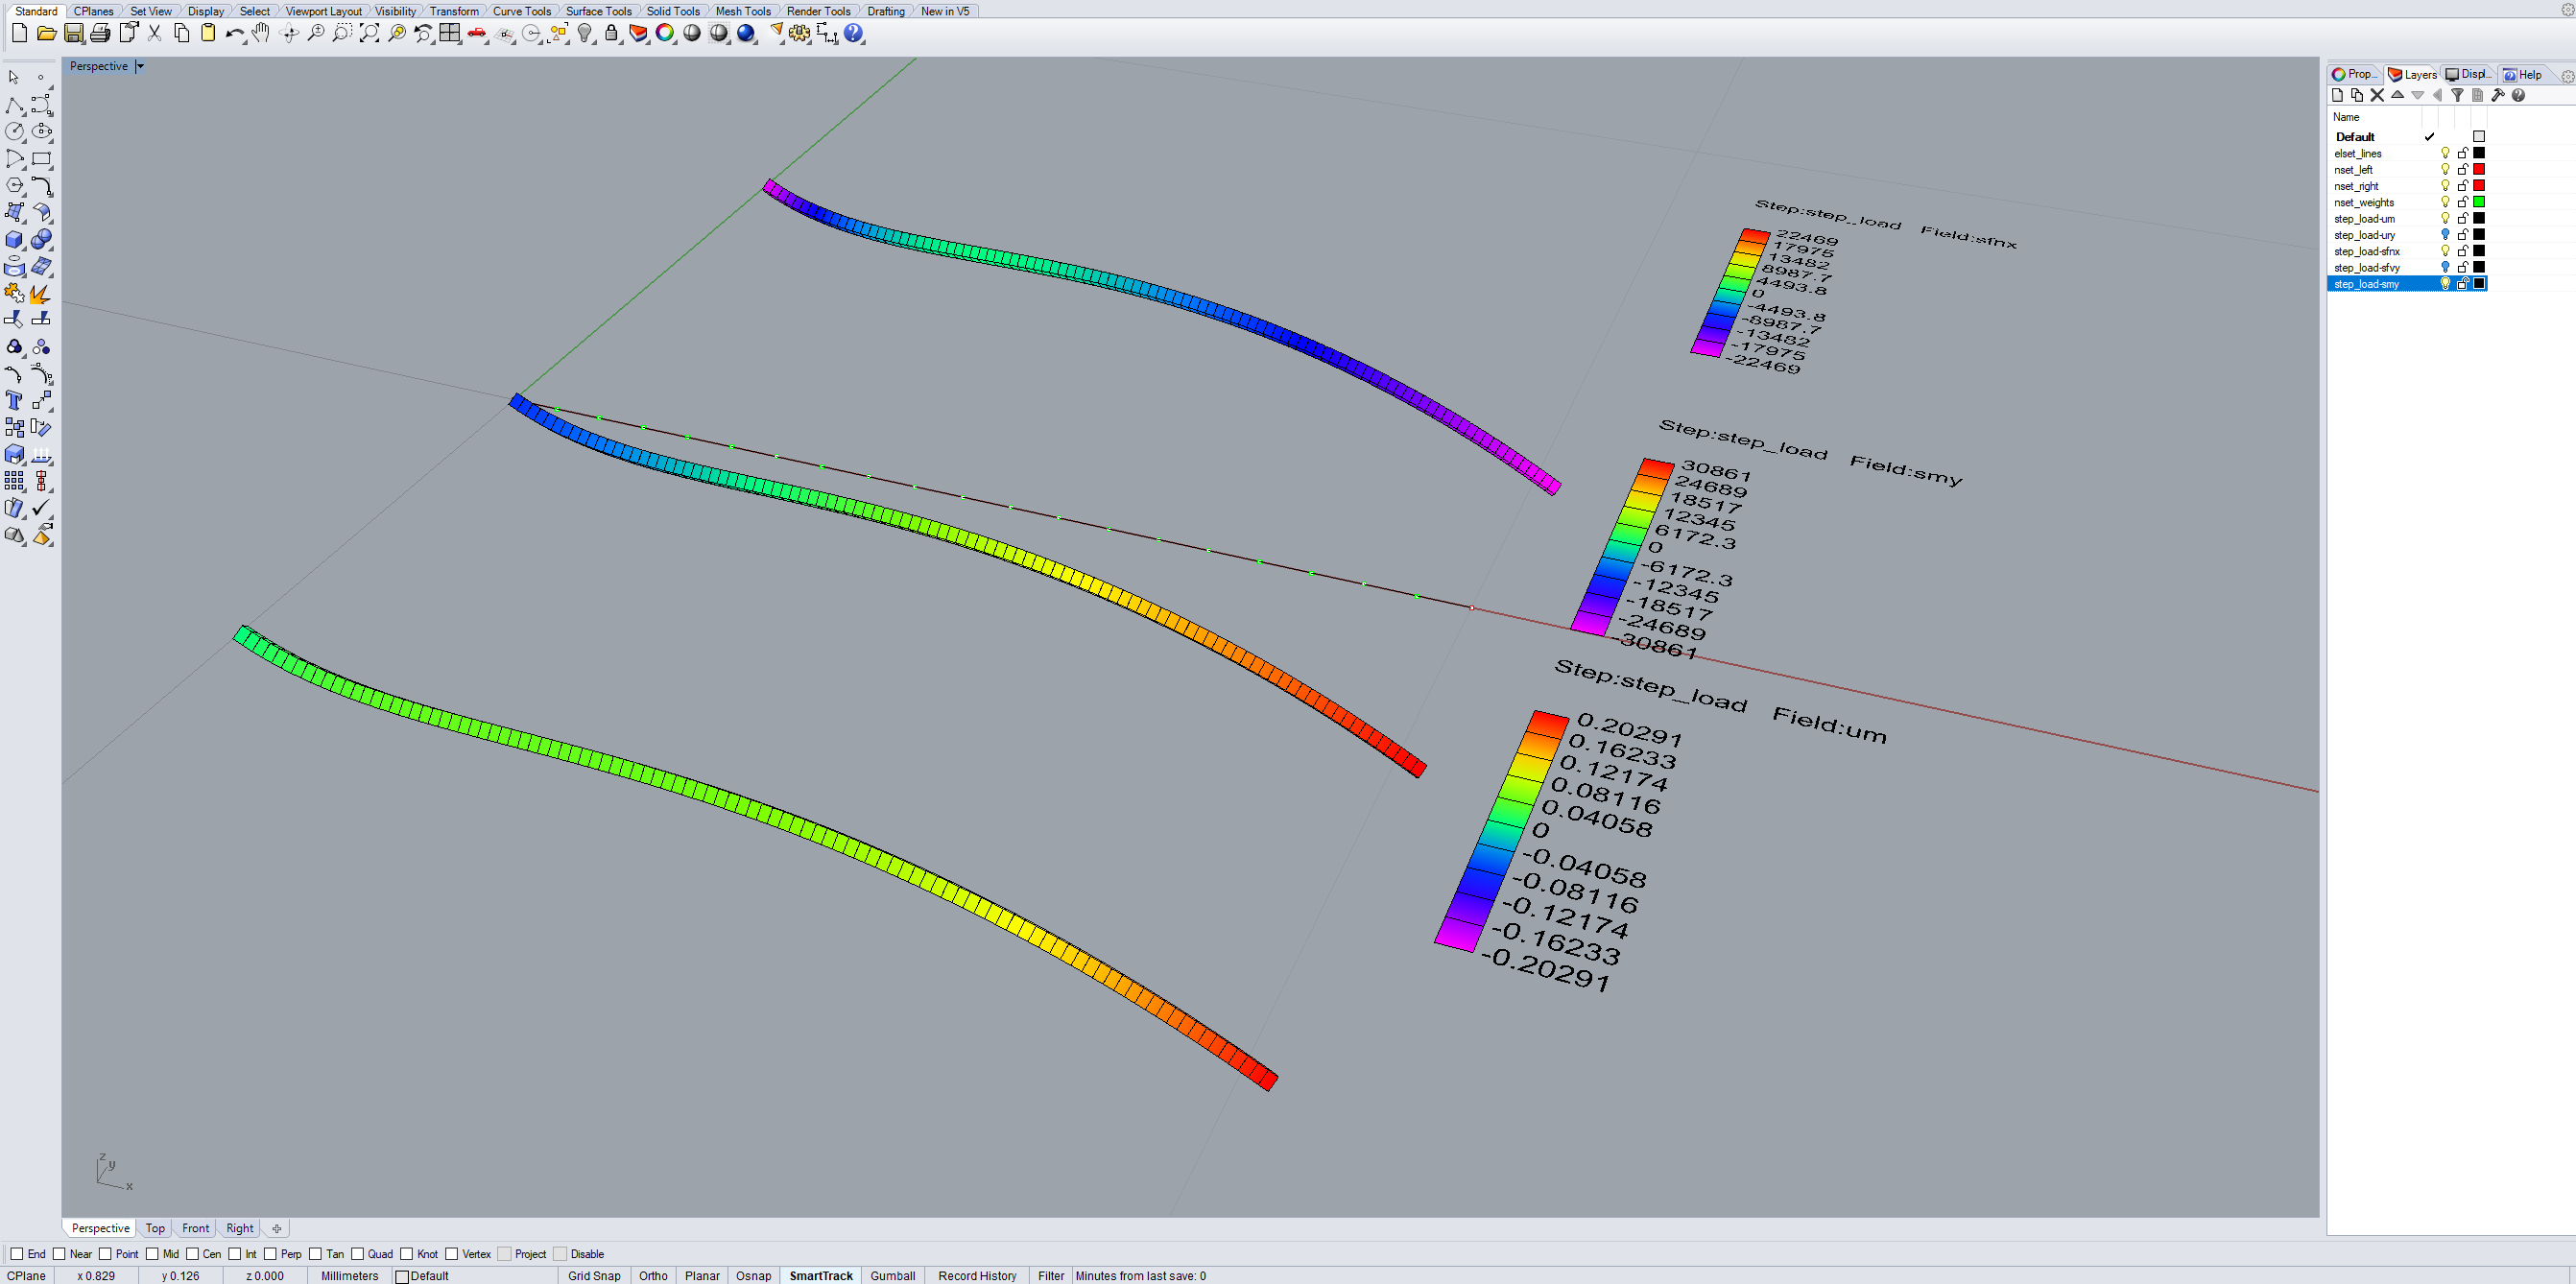 Standard CPlanes Set View Display Select Viewport Layout Visibility Transform Curve Tools Surface Tools Solid Tools Mesh Tools Render Tools Drafting New in V5
Perspective
Prop... Layers Displ... Help
Name
Default
elset_lines
nset_left
nset_right
nset_weights
step_load-um
step_load-ury
step_load-sfnx
step_load-sfvy
step_load-smy
Step:step_load Field:sfnx
22469
17975
13482
8987.7
4493.8
0
-4493.8
-8987.7
-13482
-17975
-22469
Step:step_load Field:smy
30861
24689
18517
12345
6172.3
0
-6172.3
-12345
-18517
-24689
-30861
Step:step_load Field:um
0.20291
0.16233
0.12174
0.08116
0.04058
0
-0.04058
-0.08116
-0.12174
-0.16233
-0.20291
z
y
x
Perspective Top Front Right
End Near Point Mid Cen Int Perp Tan Quad Knot Vertex Project Disable
CPlane x 0.829 y 0.126 z 0.000 Millimeters Default Grid Snap Ortho Planar Osnap SmartTrack Gumball Record History Filter Minutes from last save: 0